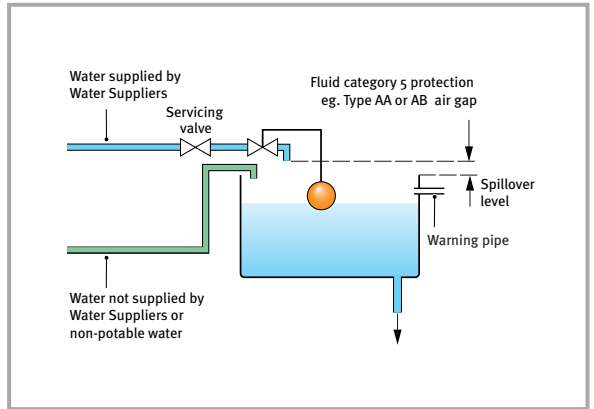 Water supplied by
Water Suppliers
Servicing
valve
Fluid category 5 protection
eg. Type AA or AB air gap
Spillover
level
Warning pipe
Water not supplied by
Water Suppliers or
non-potable water